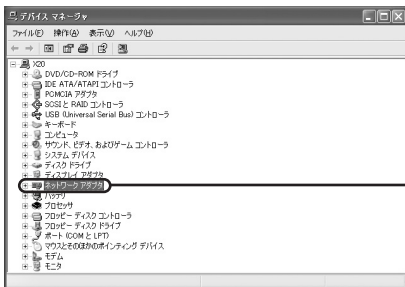 デバイス マネージャ
ファイル(F) 操作(A) 表示(V) ヘルプ(H)
X20
DVD/CD-ROM ドライブ
IDE ATA/ATAPI コントローラ
PCMCIA アダプタ
SCSI と RAID コントローラ
USB (Universal Serial Bus) コントローラ
キーボード
コンピュータ
サウンド、ビデオ、およびゲーム コントローラ
システム デバイス
ディスク ドライブ
ディスプレイ アダプタ
ネットワーク アダプタ
バッテリ
プロセッサ
フロッピー ディスク コントローラ
フロッピー ディスク ドライブ
ポート (COM と LPT)
マウスとそのほかのポインティング デバイス
モデム
モニタ